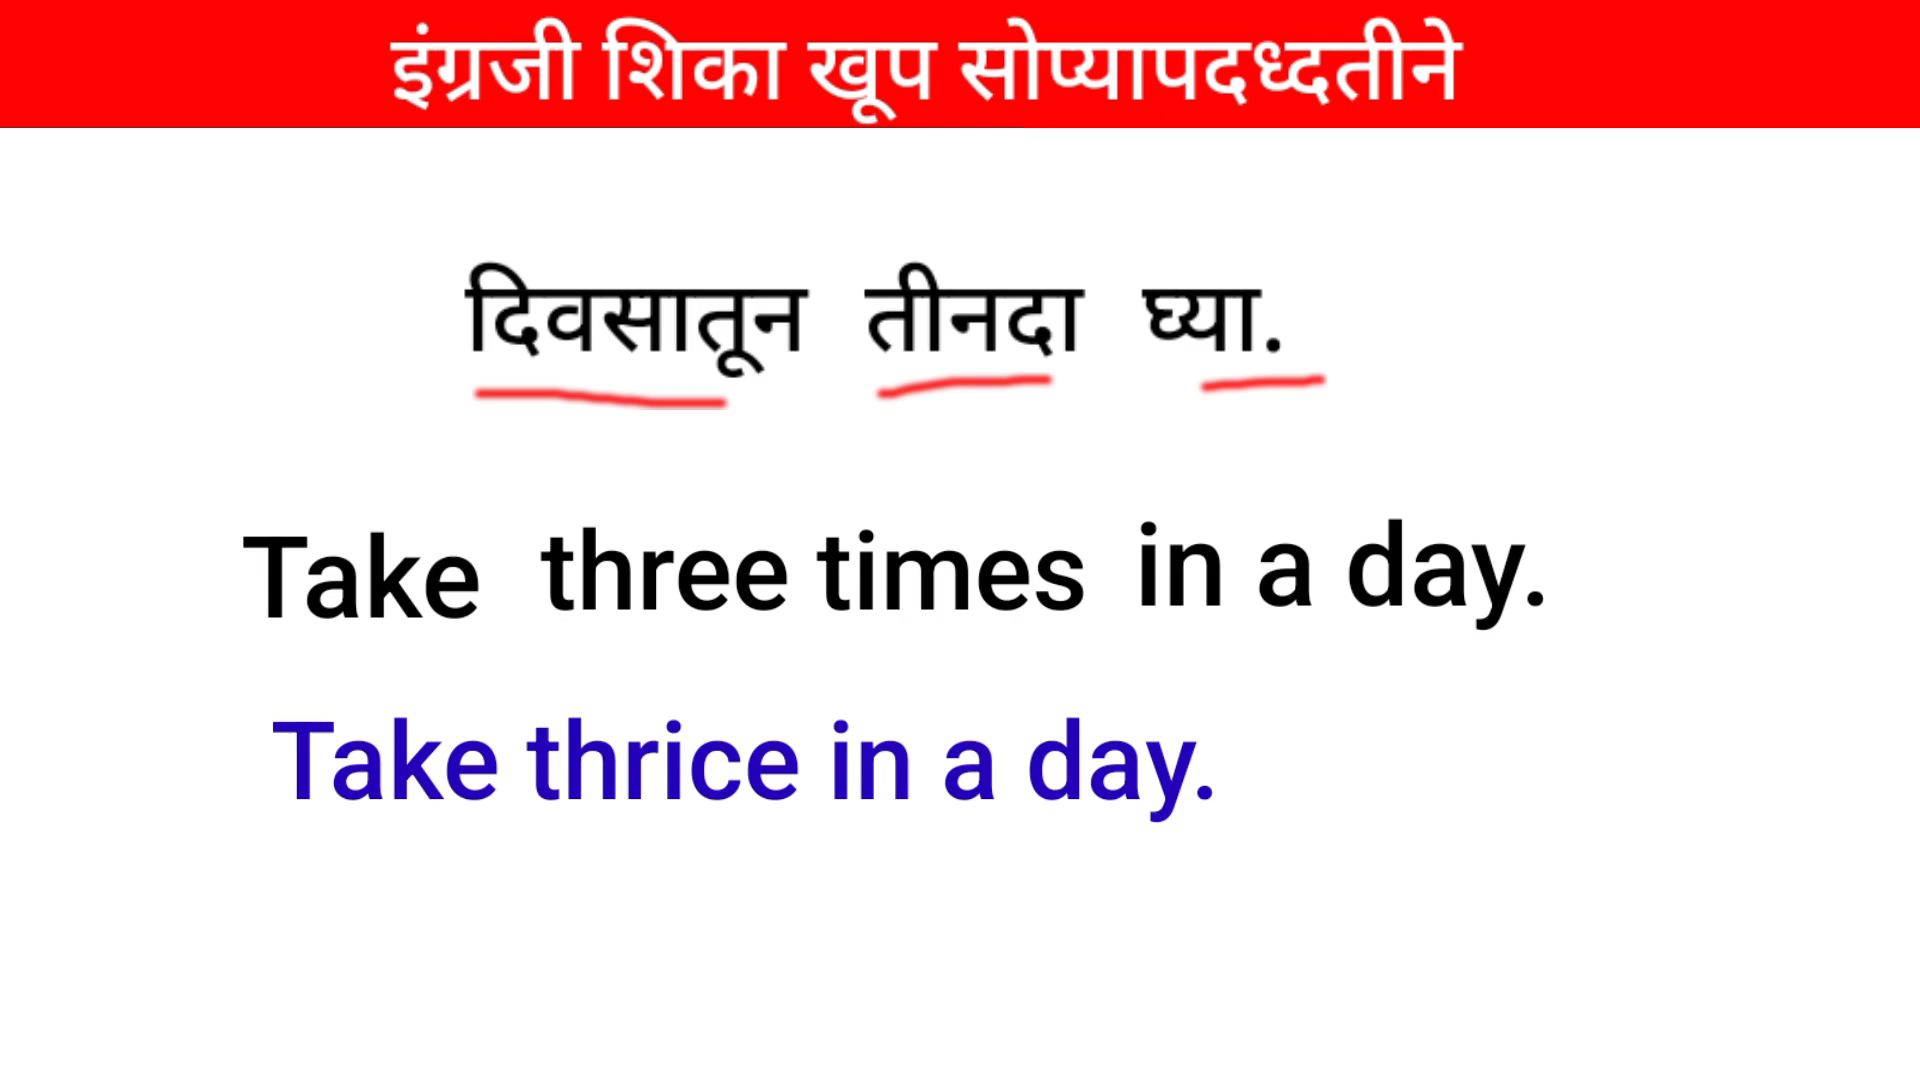 इंग्रजी शिका खूप सोप्यापदध्दतीने
दिवसातून तीनदा घ्या.
Take three times in a day.
Take thrice in a day.